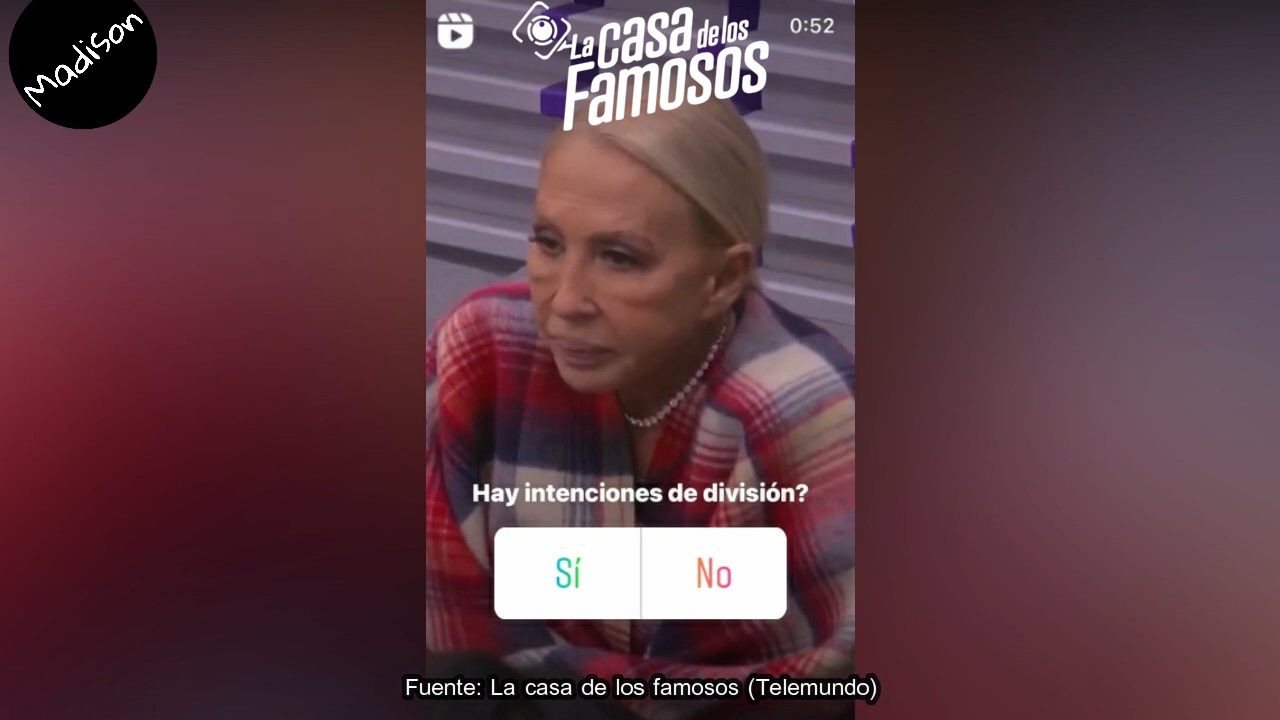 Madison
La casa de los
Famosos
0:52
Hay intenciones de división?
Sí No
Fuente: La casa de los famosos (Telemundo)